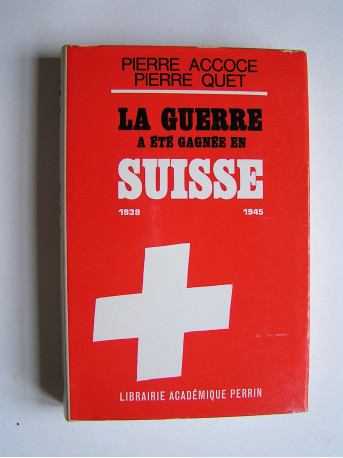 PIERRE ACCOCE
PIERRE QUET
LA GUERRE
A ÉTÉ GAGNÉE EN
SUISSE
1939 1945
LIBRAIRIE ACADÉMIQUE PERRIN